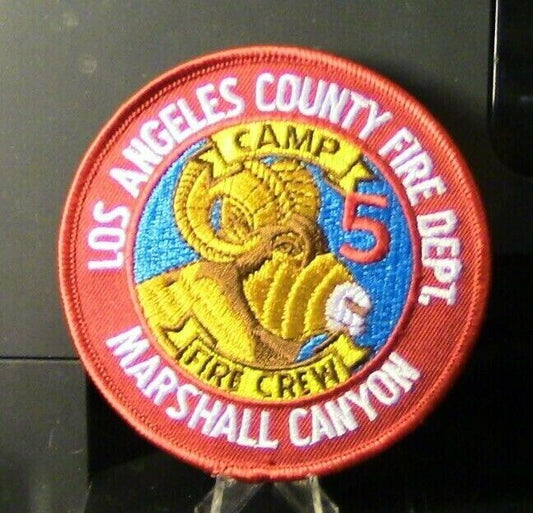 LOS ANGELES COUNTY FIRE DEPT.
CAMP
5
FIRE CREW
MARSHALL CANYON